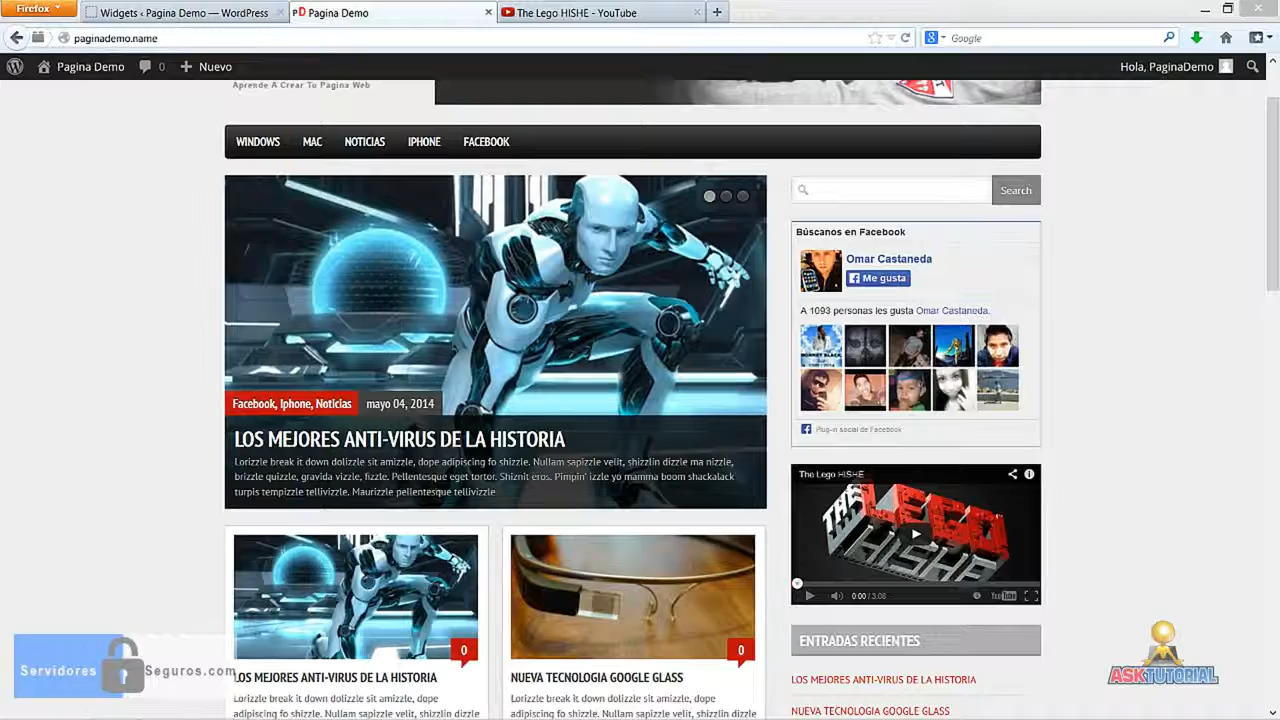 Firefox
Widgets ‹ Pagina Demo — WordPress
Pagina Demo
The Lego HISHE - YouTube
paginademo.name
Google
Pagina Demo
0
Nuevo
Hola, PaginaDemo
Aprende A Crear Tu Pagina Web
WINDOWS MAC NOTICIAS IPHONE FACEBOOK
Search
Búscanos en Facebook
Omar Castaneda
Me gusta
A 1093 personas les gusta Omar Castaneda.
Plug-in social de Facebook
Facebook, Iphone, Noticias
mayo 04, 2014
LOS MEJORES ANTI-VIRUS DE LA HISTORIA
Lorizzle break it down dolizzle sit amizzle, dope adipiscing fo shizzle. Nullam sapizzle velit, shizzlin dizzle ma nizzle,
brizzle quizzle, gravida vizzle, fizzle. Pellentesque eget tortor. Shiznit eros. Pimpin' izzle yo mamma boom shackalack
turpis tempizzle tellivizzle. Maurizzle pellentesque tellivizzle
The Lego HISHE
THE LEGO
HISHE
0:00 / 3:08
YouTube
0
LOS MEJORES ANTI-VIRUS DE LA HISTORIA
Lorizzle break it down dolizzle sit amizzle, dope
adipiscing fo shizzle. Nullam sapizzle velit, shizzlin
0
NUEVA TECNOLOGIA GOOGLE GLASS
Lorizzle break it down dolizzle sit amizzle, dope
adipiscing fo shizzle. Nullam sapizzle velit, shizzlin
ENTRADAS RECIENTES
LOS MEJORES ANTI-VIRUS DE LA HISTORIA
NUEVA TECNOLOGIA GOOGLE GLASS
Servidores Seguros.com
ASKTUTORIAL